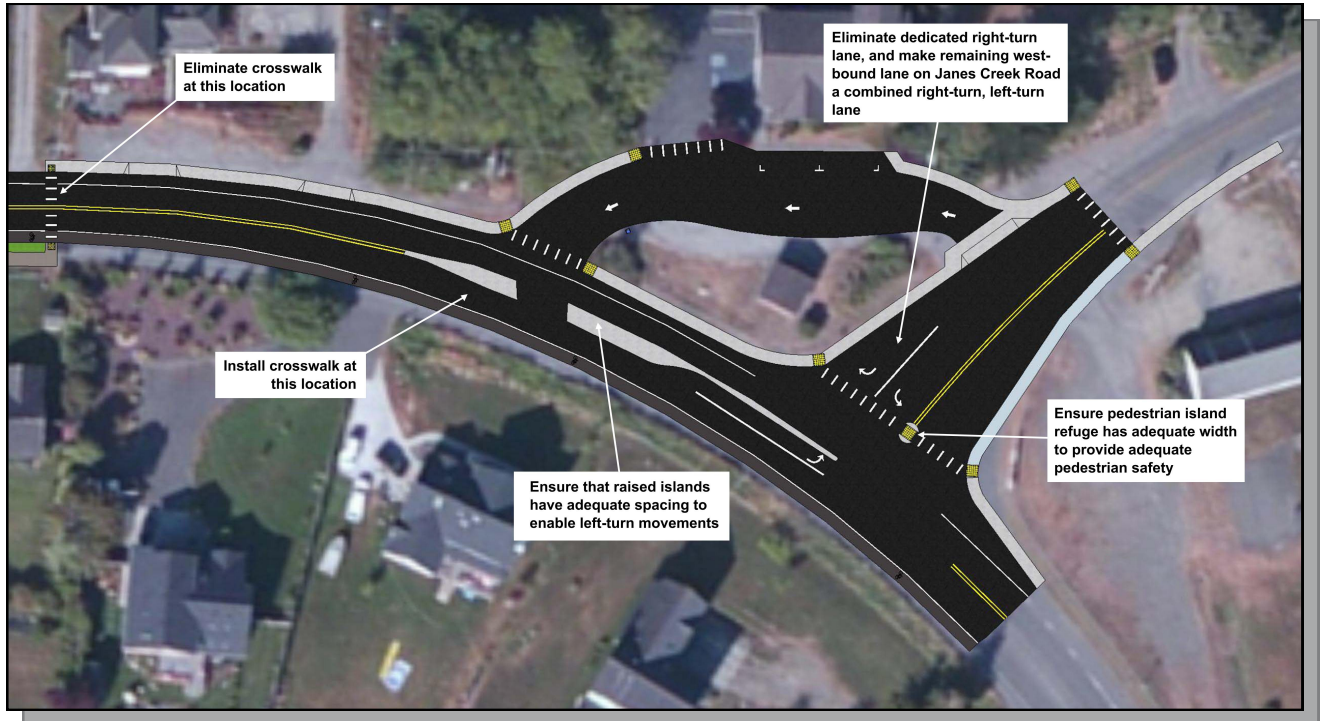 Eliminate crosswalk
at this location
Eliminate dedicated right-turn
lane, and make remaining west-
bound lane on Janes Creek Road
a combined right-turn, left-turn
lane
Install crosswalk at
this location
Ensure that raised islands
have adequate spacing to
enable left-turn movements
Ensure pedestrian island
refuge has adequate width
to provide adequate
pedestrian safety